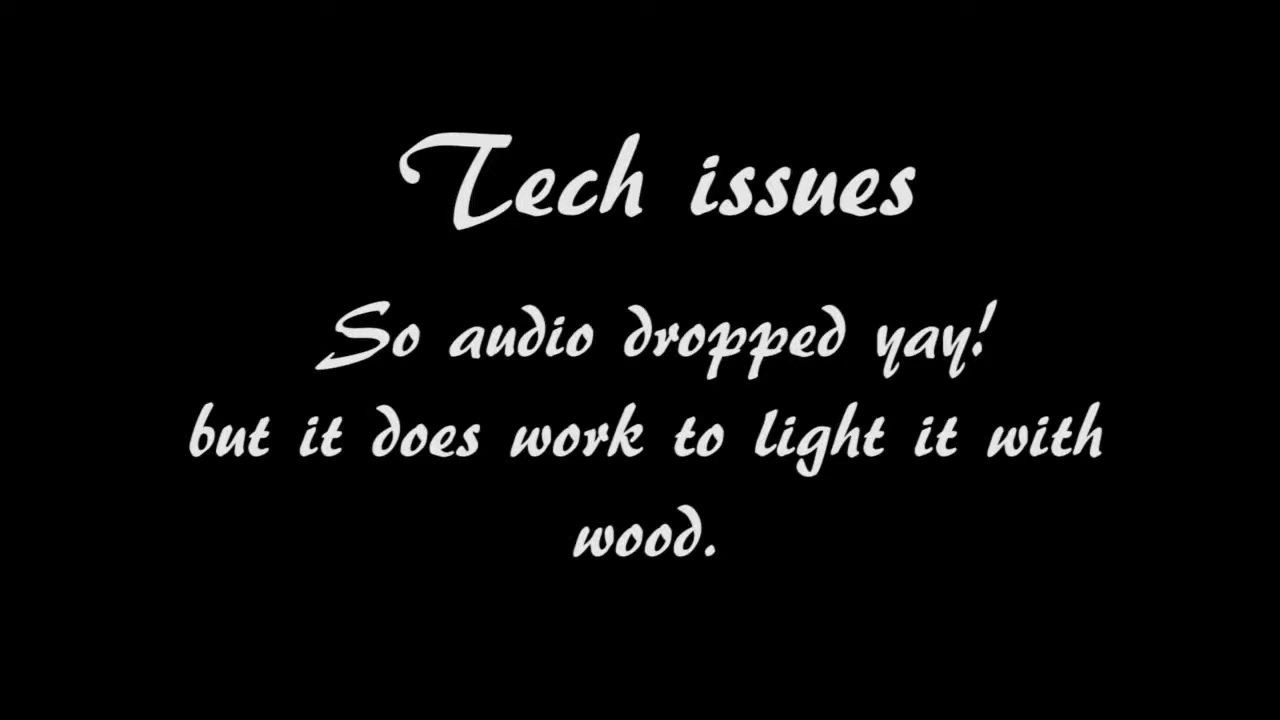 Tech issues
So audio dropped yay!
but it does work to light it with
wood.